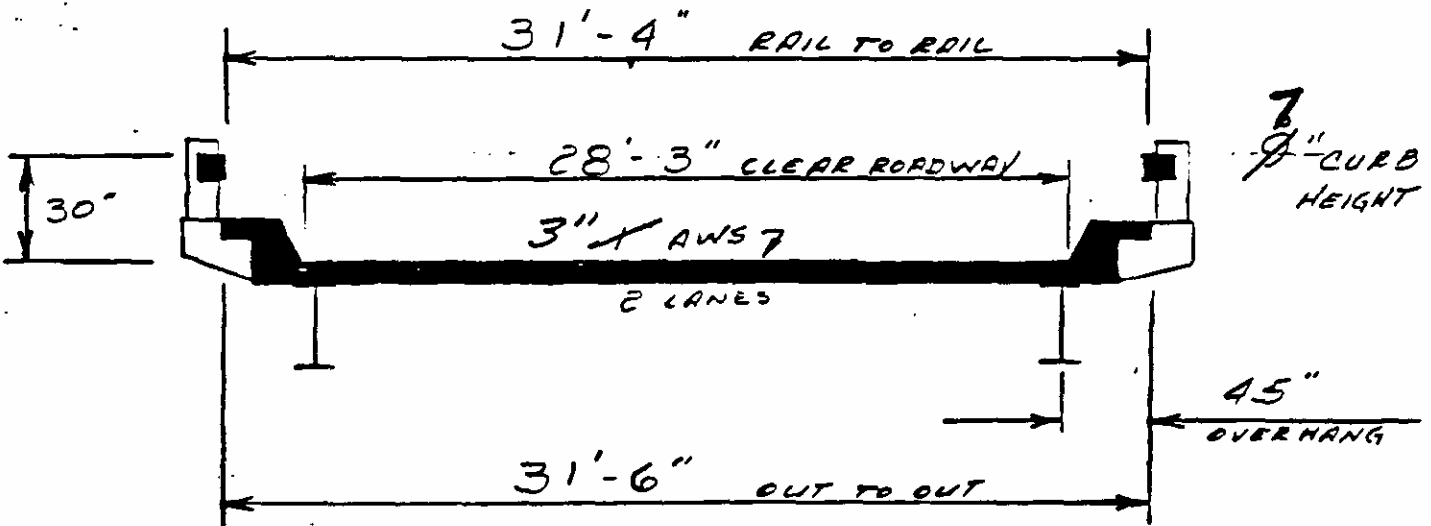 31'-4" RAIL TO RAIL
7
" CURB
HEIGHT
28'-3" CLEAR ROADWAY
30"
3" AWS 7
2 LANES
45"
OVERHANG
31'-6" OUT TO OUT